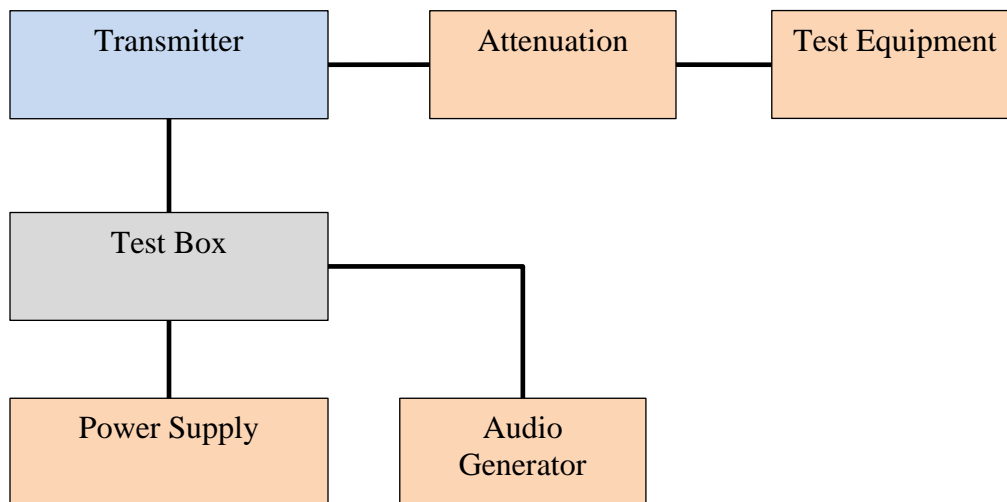 Transmitter
Attenuation
Test Equipment
Test Box
Power Supply
Audio
Generator